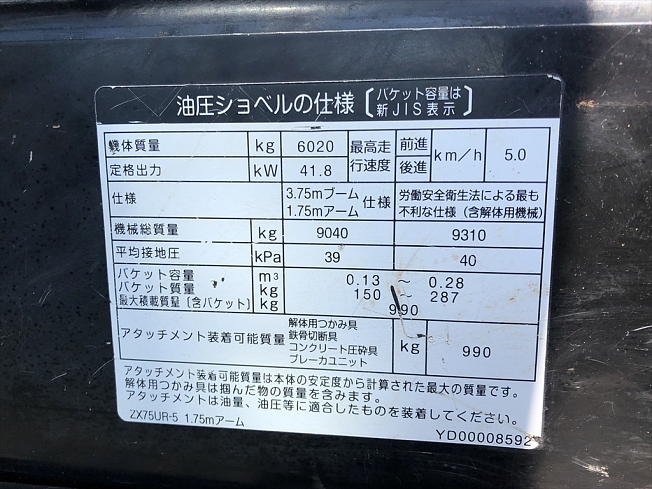 油圧ショベルの仕様〔バケット容量は新JIS表示〕
機体質量 kg 6020 最高走行速度 前進 後進 km/h 5.0
定格出力 kW 41.8
仕様 3.75mブーム 1.75mアーム 仕様 労働安全衛生法による最も不利な仕様(含解体用機械)
機械総質量 kg 9040 9310
平均接地圧 kPa 39 40
バケット容量 m³ 0.13 ~ 0.28
バケット質量 kg 150 ~ 287
最大積載質量(含バケット) kg 990
アタッチメント装着可能質量 解体用つかみ具 鉄骨切断具 コンクリート圧砕具 ブレーカユニット kg 990
アタッチメント装着可能質量は本体の安定度から計算された最大の質量です。
解体用つかみ具は掴んだ物の質量を含みます。
アタッチメントは油量、油圧等に適合したものを装着してください。
ZX75UR-5 1.75mアーム
YD00008592